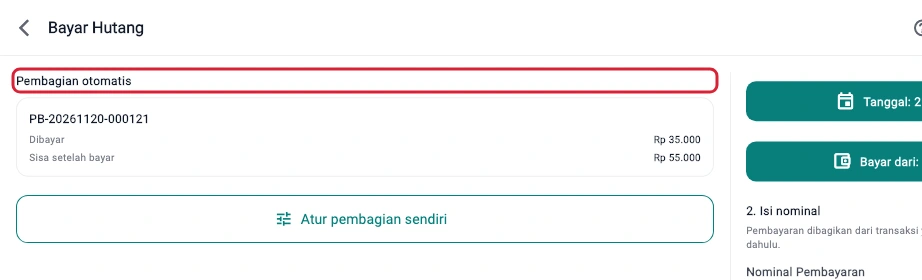 Bayar Hutang
Pembagian otomatis
PB-20261120-000121
Dibayar Rp 35.000
Sisa setelah bayar Rp 55.000
Atur pembagian sendiri
Tanggal: 2
Bayar dari:
2. Isi nominal
Pembayaran dibagikan dari transaksi
dahulu.
Nominal Pembayaran